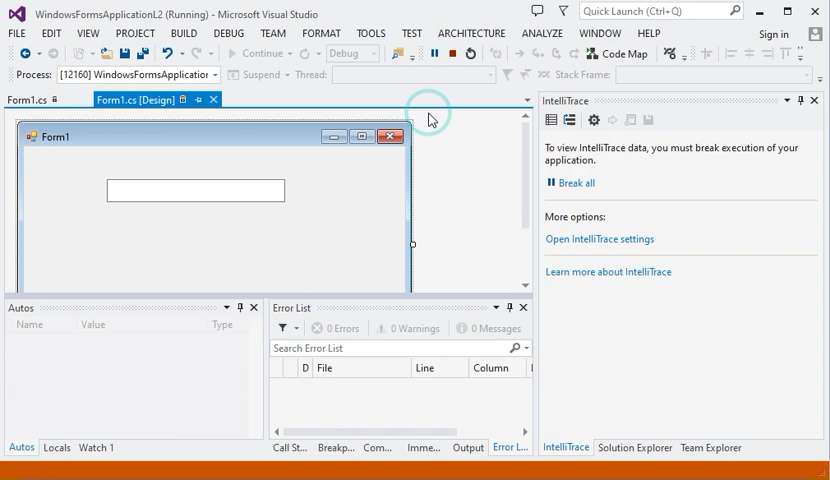 WindowsFormsApplicationL2 (Running) - Microsoft Visual Studio
Quick Launch (Ctrl+Q)
FILE EDIT VIEW PROJECT BUILD DEBUG TEAM FORMAT TOOLS TEST ARCHITECTURE ANALYZE WINDOW HELP
Sign in
Continue Debug Code Map
Process: [12160] WindowsFormsApplication Suspend Thread: Stack Frame:
Form1.cs Form1.cs [Design]
Form1
IntelliTrace
To view IntelliTrace data, you must break execution of your
application.
Break all
More options:
Open IntelliTrace settings
Learn more about IntelliTrace
Autos
Name Value Type
Error List
0 Errors 0 Warnings 0 Messages
Search Error List
D File Line Column
Autos Locals Watch 1
Call St... Breakp... Com... Imme... Output Error L...
IntelliTrace Solution Explorer Team Explorer